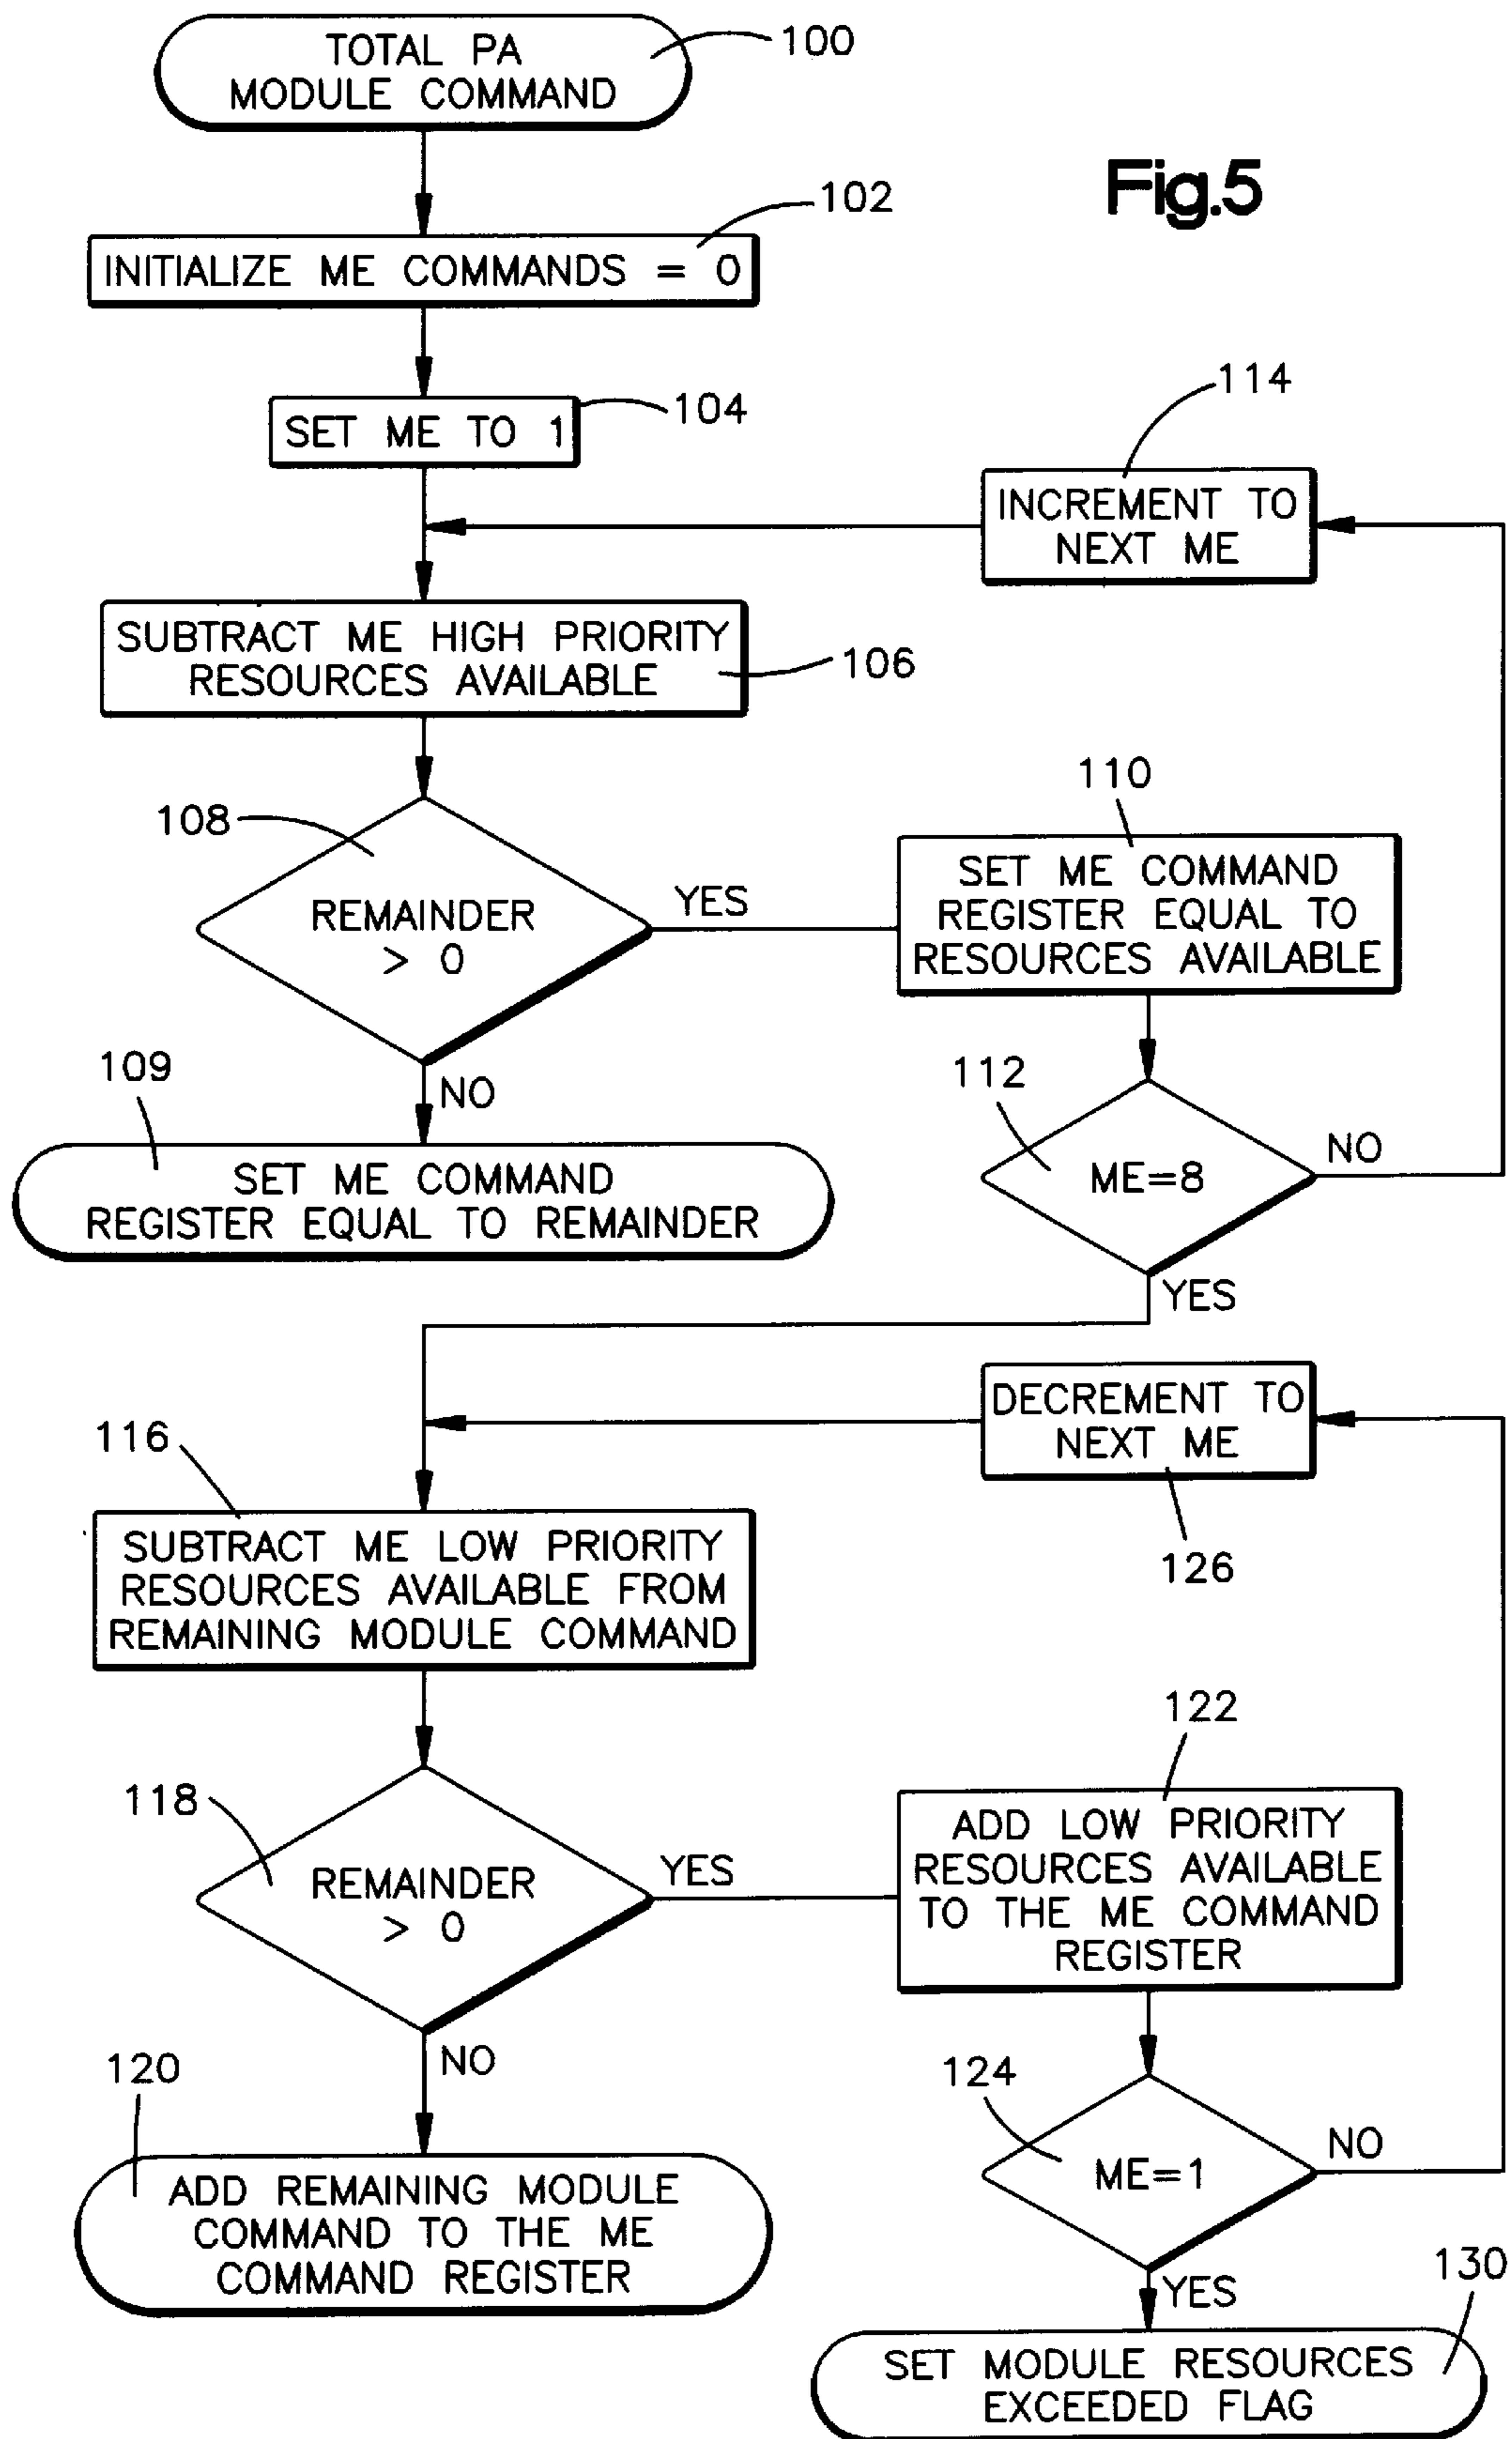 TOTAL PA
MODULE COMMAND
100
Fig.5
INITIALIZE ME COMMANDS = 0
102
SET ME TO 1
104
114
INCREMENT TO
NEXT ME
SUBTRACT ME HIGH PRIORITY
RESOURCES AVAILABLE
106
108
REMAINDER
> 0
YES
110
SET ME COMMAND
REGISTER EQUAL TO
RESOURCES AVAILABLE
NO
109
SET ME COMMAND
REGISTER EQUAL TO REMAINDER
112
ME=8
NO
YES
DECREMENT TO
NEXT ME
126
116
SUBTRACT ME LOW PRIORITY
RESOURCES AVAILABLE FROM
REMAINING MODULE COMMAND
118
REMAINDER
> 0
YES
122
ADD LOW PRIORITY
RESOURCES AVAILABLE
TO THE ME COMMAND
REGISTER
NO
120
ADD REMAINING MODULE
COMMAND TO THE ME
COMMAND REGISTER
124
ME=1
NO
YES
130
SET MODULE RESOURCES
EXCEEDED FLAG